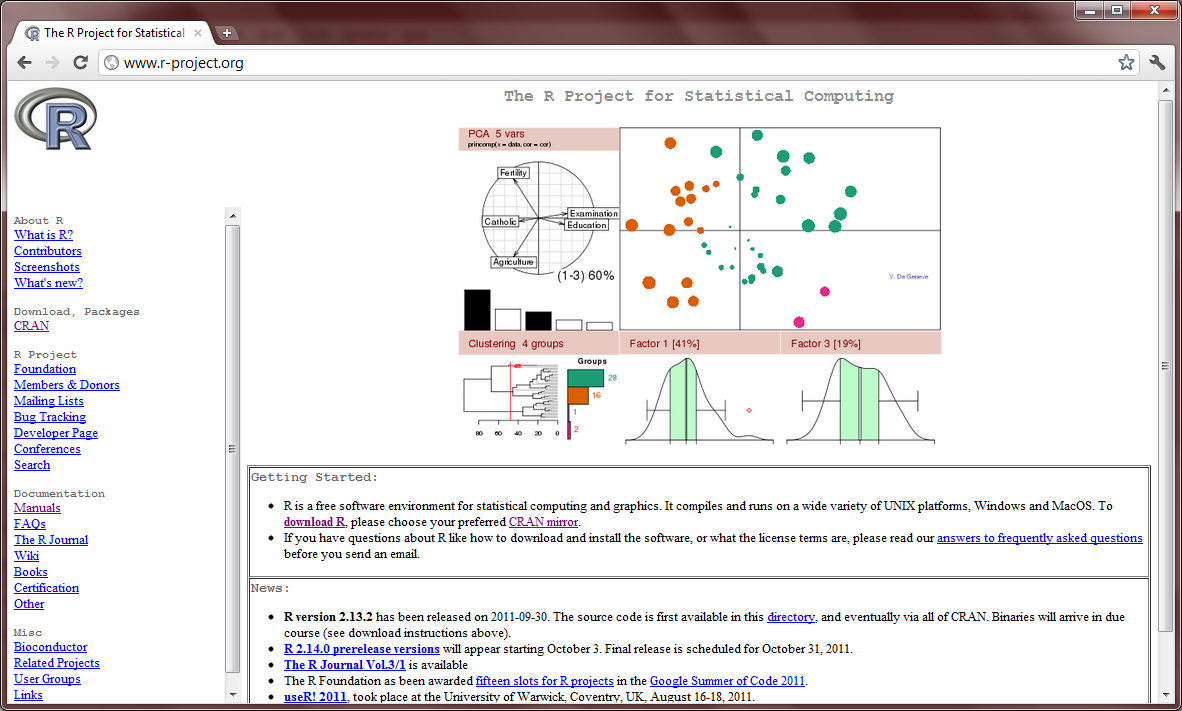 The R Project for Statistical
www.r-project.org
R
About R
What is R?
Contributors
Screenshots
What's new?
Download, Packages
CRAN
R Project
Foundation
Members & Donors
Mailing Lists
Bug Tracking
Developer Page
Conferences
Search
Documentation
Manuals
FAQs
The R Journal
Wiki
Books
Certification
Other
Misc
Bioconductor
Related Projects
User Groups
Links
The R Project for Statistical Computing
PCA 5 vars
princomp(x = data, cor = cor)
Fertility
Examination
Catholic
Education
Agriculture
(1-3) 60%
V. De Geneve
Clustering 4 groups
Factor 1 [41%]
Factor 3 [19%]
Groups
48
28
16
1
2
80 60 40 20 0
Getting Started:
• R is a free software environment for statistical computing and graphics. It compiles and runs on a wide variety of UNIX platforms, Windows and MacOS. To
download R, please choose your preferred CRAN mirror.
• If you have questions about R like how to download and install the software, or what the license terms are, please read our answers to frequently asked questions
before you send an email.
News:
• R version 2.13.2 has been released on 2011-09-30. The source code is first available in this directory, and eventually via all of CRAN. Binaries will arrive in due
course (see download instructions above).
• R 2.14.0 prerelease versions will appear starting October 3. Final release is scheduled for October 31, 2011.
• The R Journal Vol.3/1 is available
• The R Foundation as been awarded fifteen slots for R projects in the Google Summer of Code 2011.
• useR! 2011, took place at the University of Warwick, Coventry, UK, August 16-18, 2011.